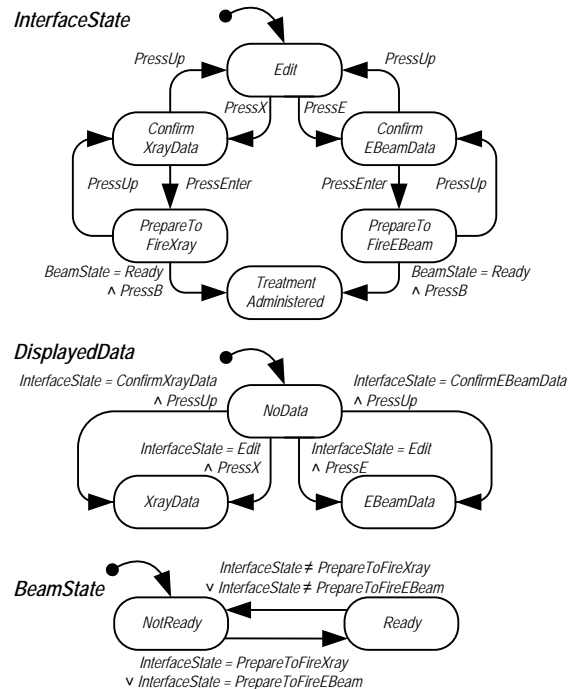 InterfaceState
PressUp
Edit
PressUp
PressX
PressE
Confirm
XrayData
Confirm
EBeamData
PressUp
PressEnter
PressEnter
PressUp
PrepareTo
FireXray
PrepareTo
FireEBeam
BeamState = Ready
∧ PressB
Treatment
Administered
BeamState = Ready
∧ PressB
DisplayedData
InterfaceState = ConfirmXrayData
∧ PressUp
NoData
InterfaceState = ConfirmEBeamData
∧ PressUp
InterfaceState = Edit
∧ PressX
InterfaceState = Edit
∧ PressE
XrayData
EBeamData
BeamState
InterfaceState ≠ PrepareToFireXray
∨ InterfaceState ≠ PrepareToFireEBeam
NotReady
Ready
InterfaceState = PrepareToFireXray
∨ InterfaceState = PrepareToFireEBeam